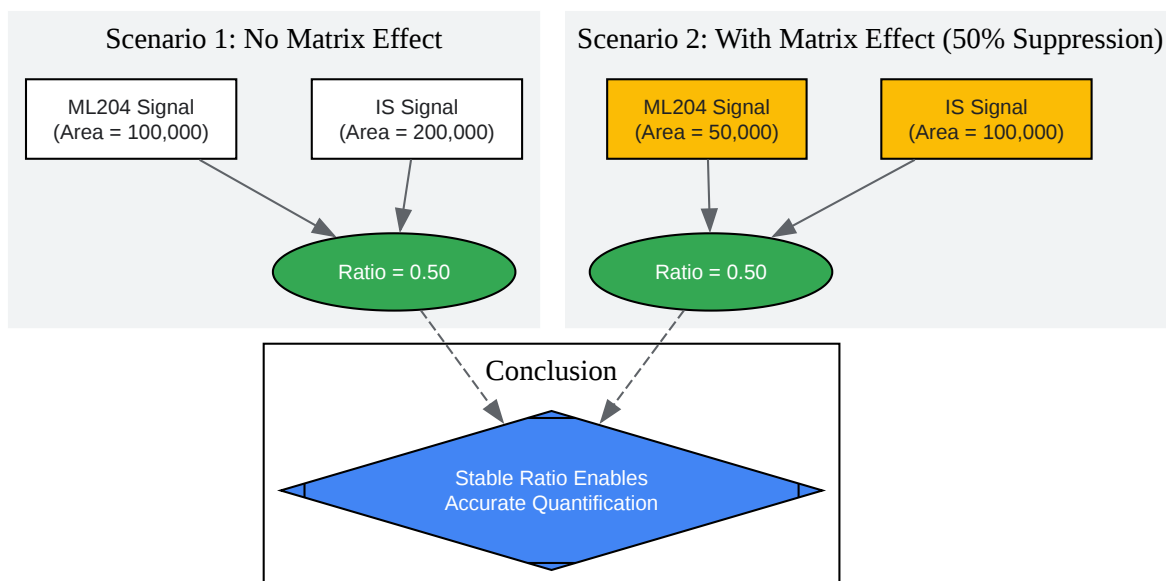 Scenario 1: No Matrix Effect
ML204 Signal
(Area = 100,000)
IS Signal
(Area = 200,000)
Ratio = 0.50
Scenario 2: With Matrix Effect (50% Suppression)
ML204 Signal
(Area = 50,000)
IS Signal
(Area = 100,000)
Ratio = 0.50
Conclusion
Stable Ratio Enables
Accurate Quantification